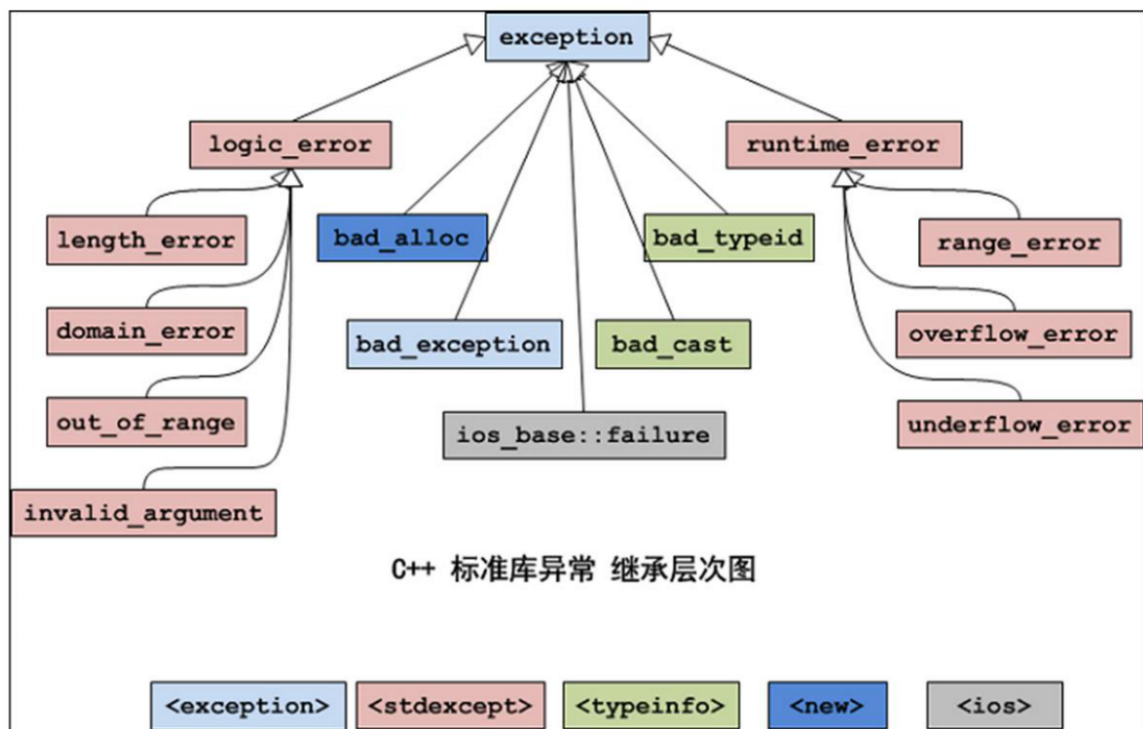 exception
logic_error
runtime_error
length_error
bad_alloc
bad_typeid
range_error
domain_error
bad_exception
bad_cast
overflow_error
out_of_range
ios_base::failure
underflow_error
invalid_argument
C++ 标准库异常 继承层次图
<exception>
<stdexcept>
<typeinfo>
<new>
<ios>